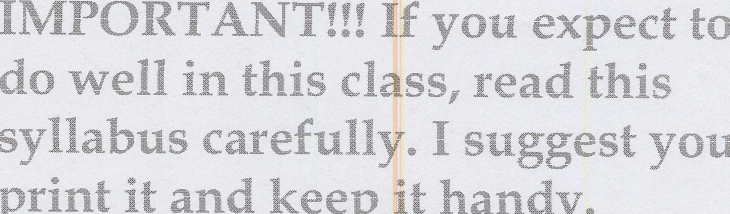 IMPORTANT!!! If you expect to
do well in this class, read this
syllabus carefully. I suggest you
print it and keep it handy.